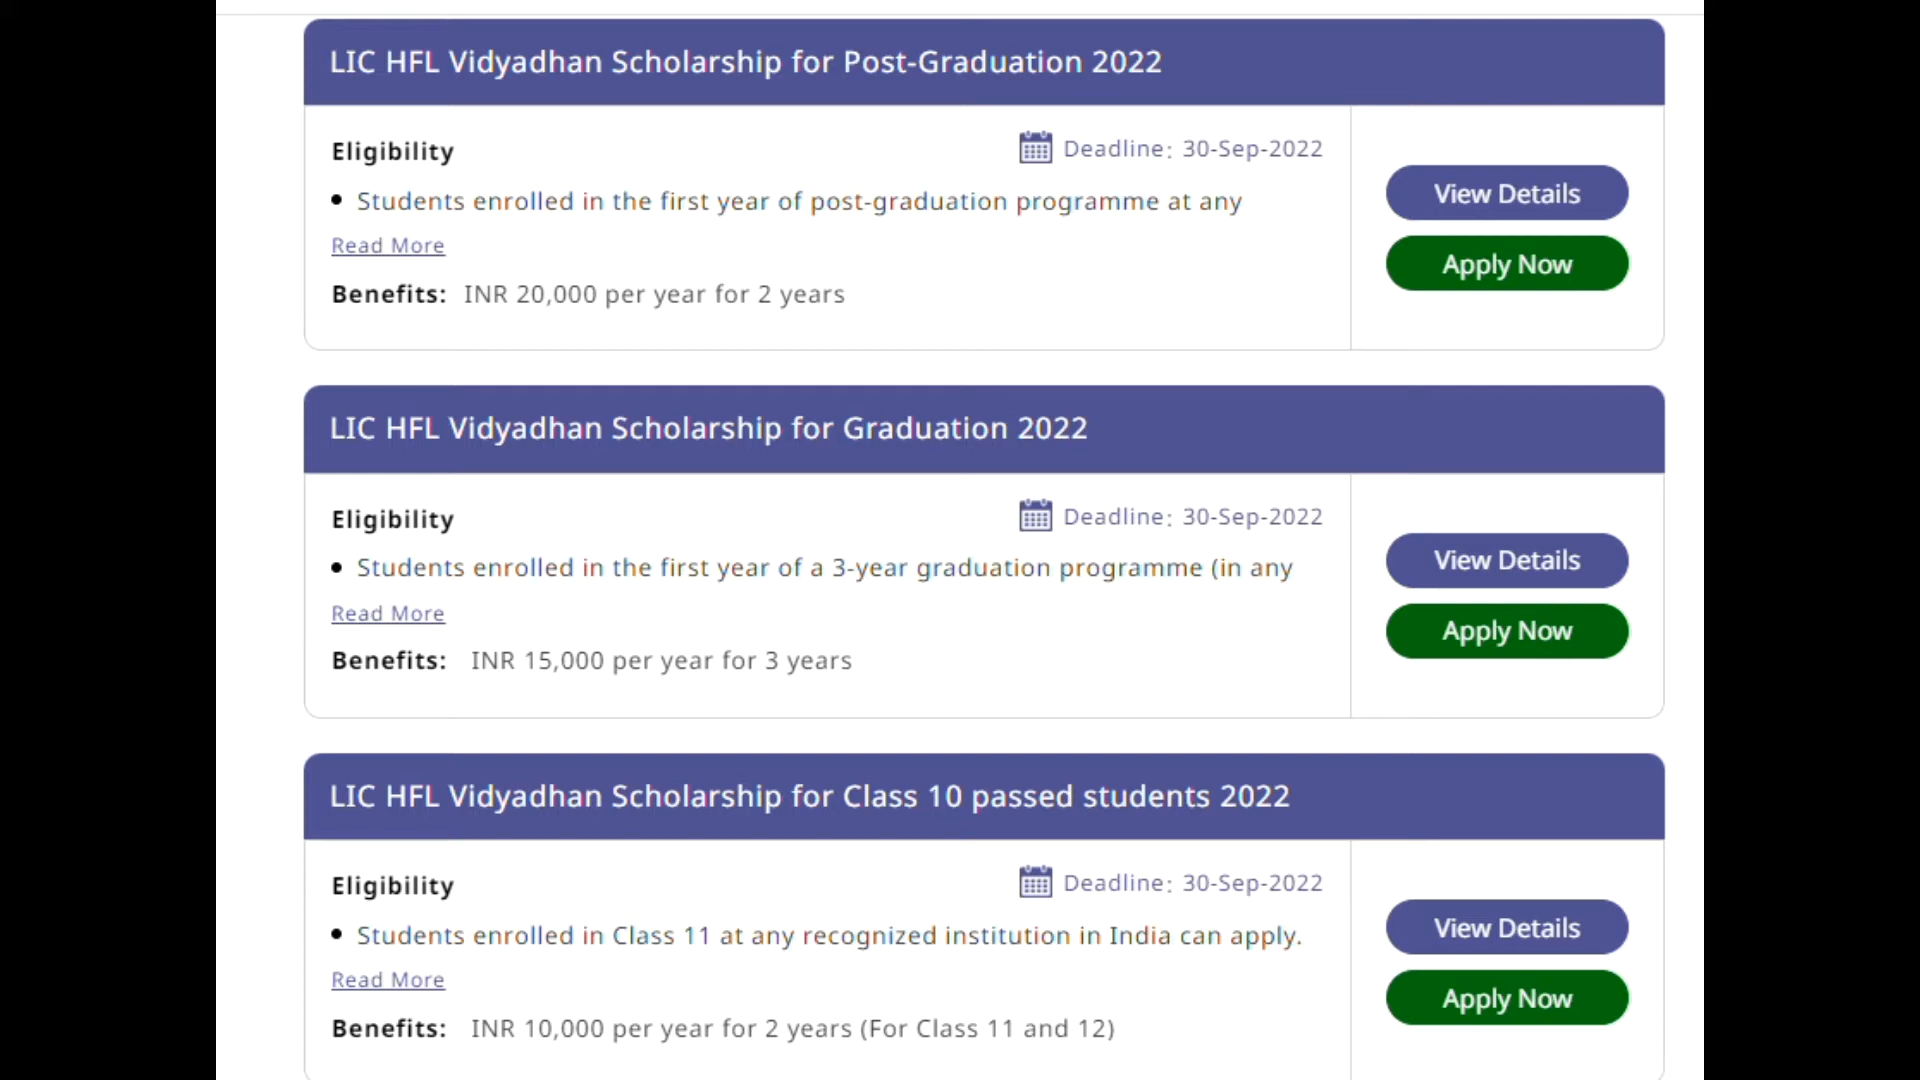 LIC HFL Vidyadhan Scholarship for Post-Graduation 2022
Eligibility
Deadline: 30-Sep-2022
• Students enrolled in the first year of post-graduation programme at any
Read More
Benefits: INR 20,000 per year for 2 years
View Details
Apply Now
LIC HFL Vidyadhan Scholarship for Graduation 2022
Eligibility
Deadline: 30-Sep-2022
• Students enrolled in the first year of a 3-year graduation programme (in any
Read More
Benefits: INR 15,000 per year for 3 years
View Details
Apply Now
LIC HFL Vidyadhan Scholarship for Class 10 passed students 2022
Eligibility
Deadline: 30-Sep-2022
• Students enrolled in Class 11 at any recognized institution in India can apply.
Read More
Benefits: INR 10,000 per year for 2 years (For Class 11 and 12)
View Details
Apply Now